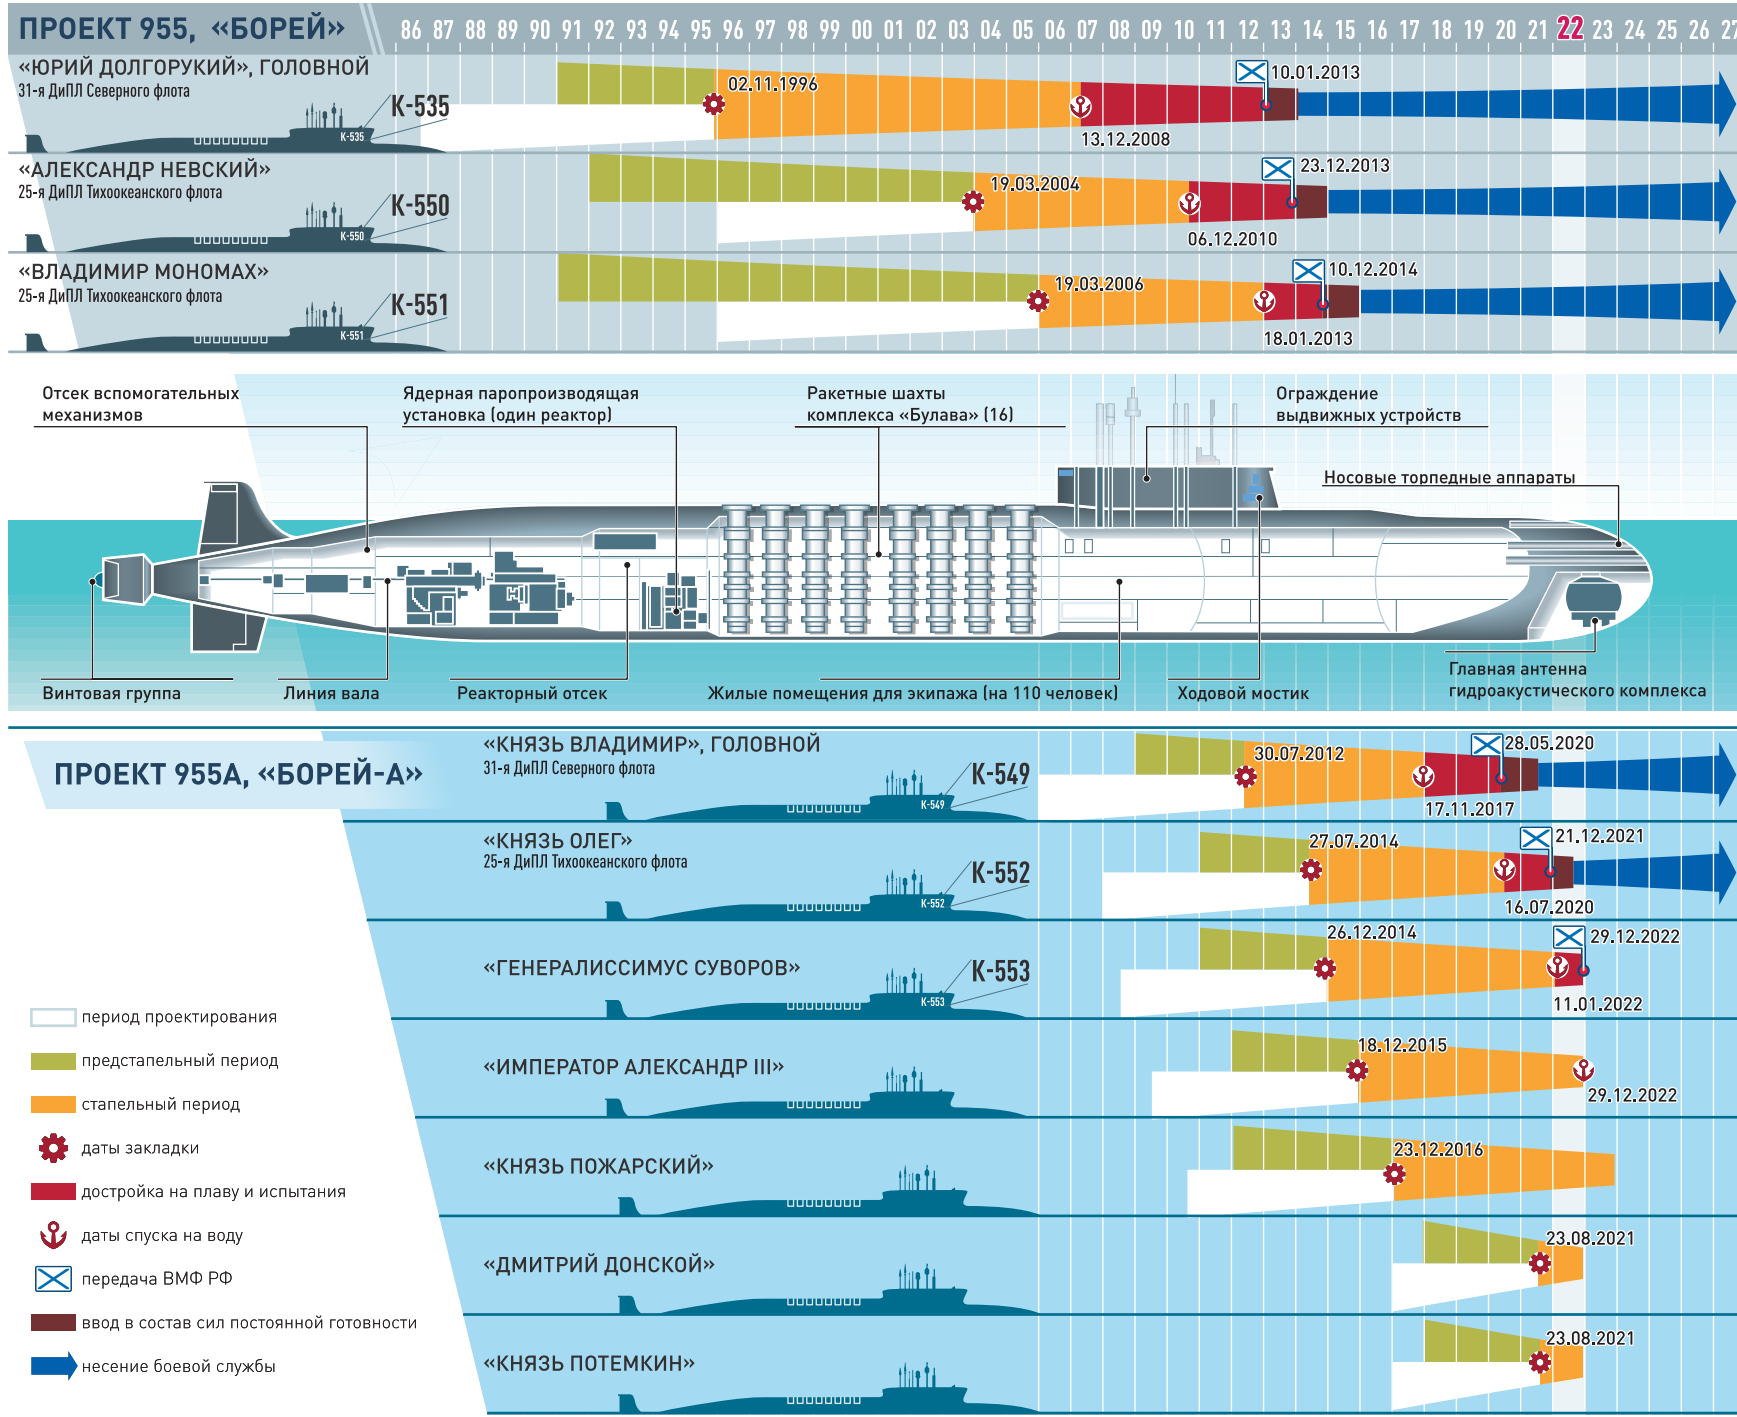 ПРОЕКТ 955, «БОРЕЙ»
86 87 88 89 90 91 92 93 94 95 96 97 98 99 00 01 02 03 04 05 06 07 08 09 10 11 12 13 14 15 16 17 18 19 20 21 22 23 24 25 26 27
«ЮРИЙ ДОЛГОРУКИЙ», ГОЛОВНОЙ
31-я ДиПЛ Северного флота
К-535
К-535
02.11.1996
13.12.2008
10.01.2013
«АЛЕКСАНДР НЕВСКИЙ»
25-я ДиПЛ Тихоокеанского флота
К-550
К-550
19.03.2004
06.12.2010
23.12.2013
«ВЛАДИМИР МОНОМАХ»
25-я ДиПЛ Тихоокеанского флота
К-551
К-551
19.03.2006
18.01.2013
10.12.2014
Отсек вспомогательных
механизмов
Ядерная паропроизводящая
установка (один реактор)
Ракетные шахты
комплекса «Булава» (16)
Ограждение
выдвижных устройств
Носовые торпедные аппараты
Винтовая группа
Линия вала
Реакторный отсек
Жилые помещения для экипажа (на 110 человек)
Ходовой мостик
Главная антенна
гидроакустического комплекса
ПРОЕКТ 955А, «БОРЕЙ-А»
«КНЯЗЬ ВЛАДИМИР», ГОЛОВНОЙ
31-я ДиПЛ Северного флота
К-549
К-549
30.07.2012
17.11.2017
28.05.2020
«КНЯЗЬ ОЛЕГ»
25-я ДиПЛ Тихоокеанского флота
К-552
К-552
27.07.2014
16.07.2020
21.12.2021
«ГЕНЕРАЛИССИМУС СУВОРОВ»
К-553
К-553
26.12.2014
11.01.2022
29.12.2022
«ИМПЕРАТОР АЛЕКСАНДР III»
18.12.2015
29.12.2022
«КНЯЗЬ ПОЖАРСКИЙ»
23.12.2016
«ДМИТРИЙ ДОНСКОЙ»
23.08.2021
«КНЯЗЬ ПОТЕМКИН»
23.08.2021
период проектирования
предстапельный период
стапельный период
даты закладки
достройка на плаву и испытания
даты спуска на воду
передача ВМФ РФ
ввод в состав сил постоянной готовности
несение боевой службы